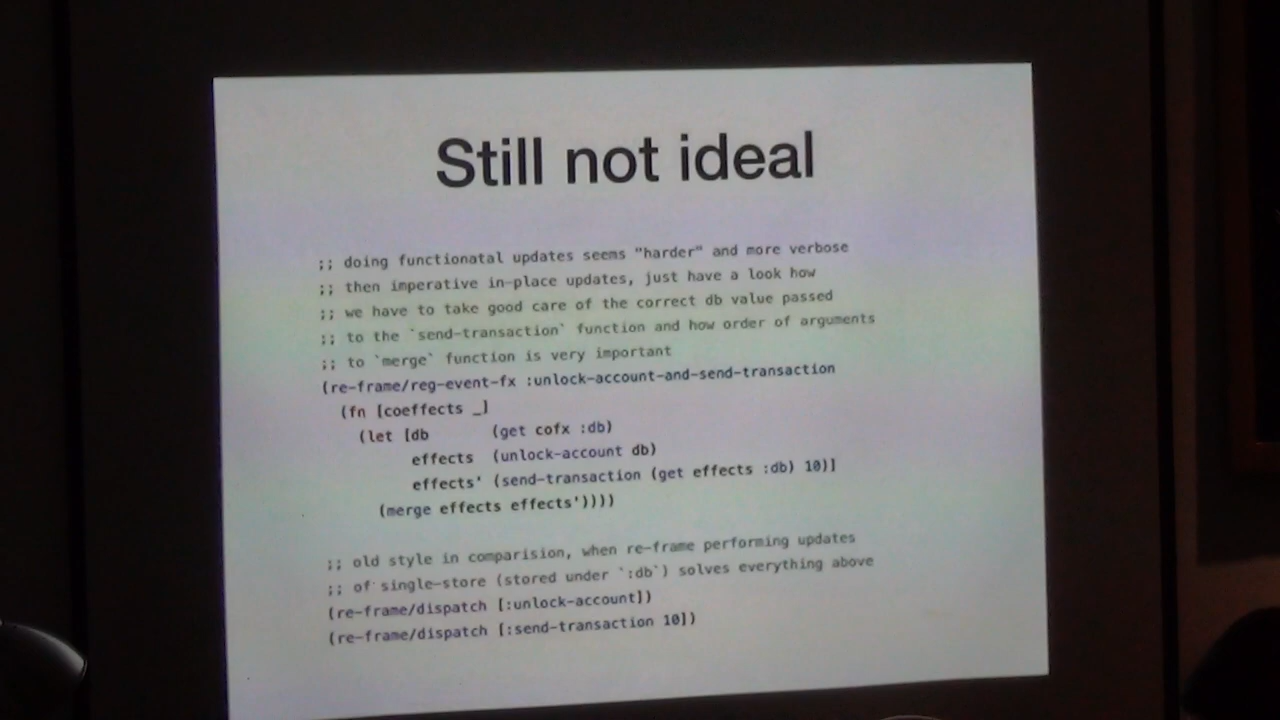 Still not ideal
;; doing functionatal updates seems "harder" and more verbose
;; then imperative in-place updates, just have a look how
;; we have to take good care of the correct db value passed
;; to the `send-transaction` function and how order of arguments
;; to `merge` function is very important
(re-frame/reg-event-fx :unlock-account-and-send-transaction
  (fn [coeffects _]
    (let [db       (get cofx :db)
          effects  (unlock-account db)
          effects' (send-transaction (get effects :db) 10)]
      (merge effects effects'))))
;; old style in comparision, when re-frame performing updates
;; of single-store (stored under `:db`) solves everything above
(re-frame/dispatch [:unlock-account])
(re-frame/dispatch [:send-transaction 10])